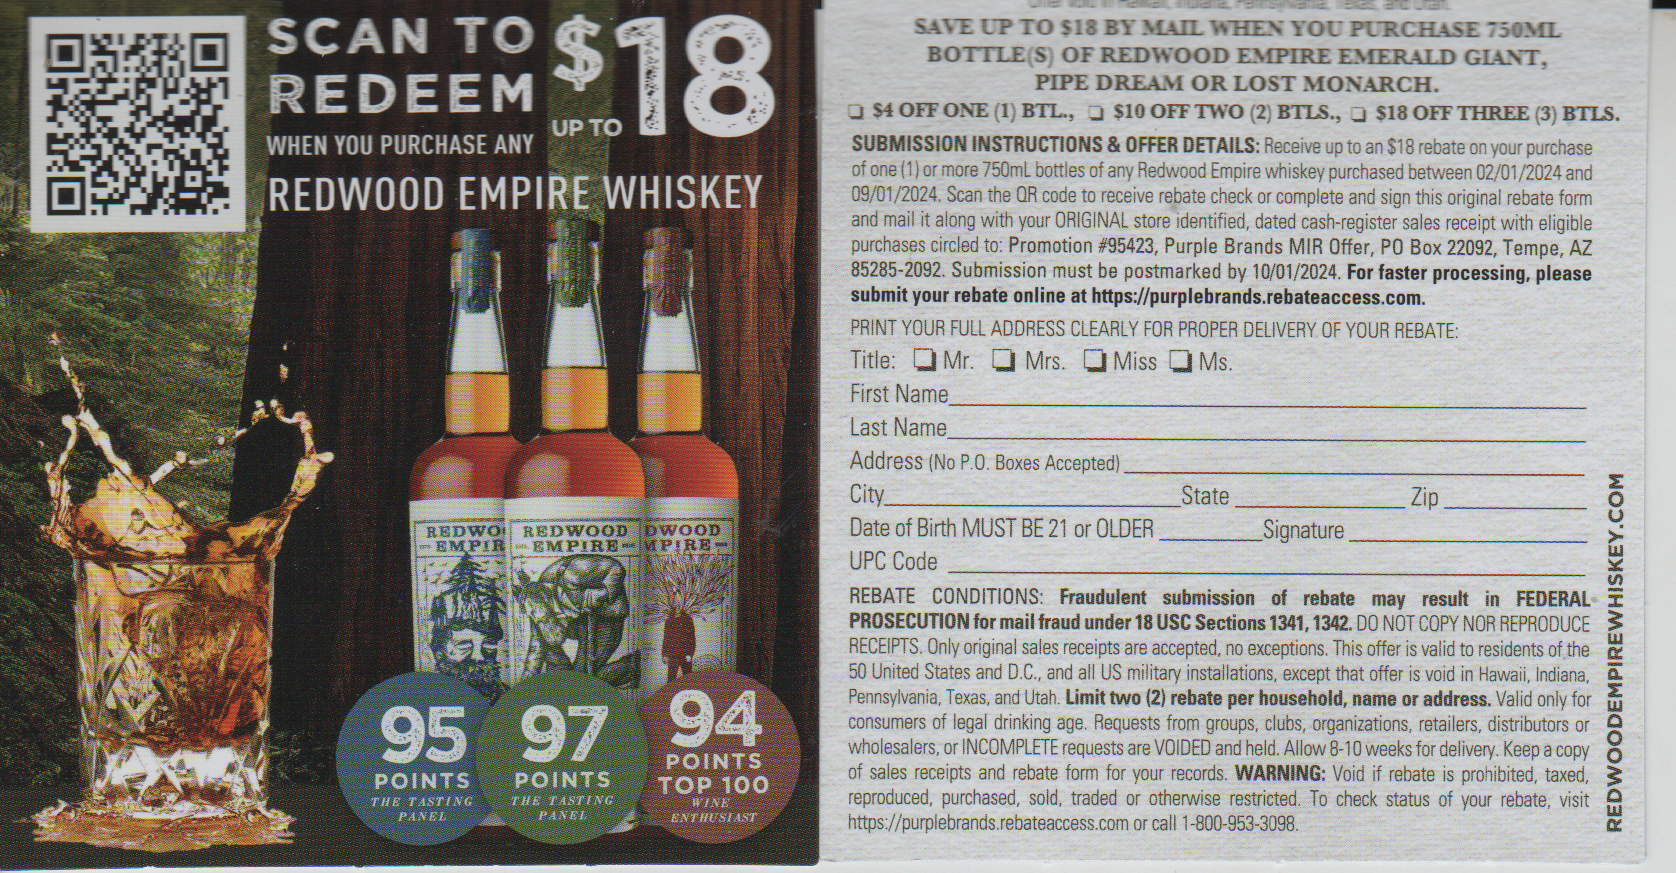 SCAN TO
REDEEM
UP TO
$18
WHEN YOU PURCHASE ANY
REDWOOD EMPIRE WHISKEY
REDWO
EMPIR
REDWOOD
EMPIRE
DWOOD
MPIRE
95
POINTS
THE TASTING
PANEL
97
POINTS
THE TASTING
PANEL
94
POINTS
TOP 100
WINE
ENTHUSIAST
Offer void in Hawaii, Indiana, Pennsylvania, Texas, and Utah.
SAVE UP TO $18 BY MAIL WHEN YOU PURCHASE 750ML
BOTTLE(S) OF REDWOOD EMPIRE EMERALD GIANT,
PIPE DREAM OR LOST MONARCH.
❏ $4 OFF ONE (1) BTL., ❏ $10 OFF TWO (2) BTLS., ❏ $18 OFF THREE (3) BTLS.
SUBMISSION INSTRUCTIONS & OFFER DETAILS: Receive up to an $18 rebate on your purchase
of one (1) or more 750mL bottles of any Redwood Empire whiskey purchased between 02/01/2024 and
09/01/2024. Scan the QR code to receive rebate check or complete and sign this original rebate form
and mail it along with your ORIGINAL store identified, dated cash-register sales receipt with eligible
purchases circled to: Promotion #95423, Purple Brands MIR Offer, PO Box 22092, Tempe, AZ
85285-2092. Submission must be postmarked by 10/01/2024. For faster processing, please
submit your rebate online at https://purplebrands.rebateaccess.com.
PRINT YOUR FULL ADDRESS CLEARLY FOR PROPER DELIVERY OF YOUR REBATE:
Title: ❏ Mr. ❏ Mrs. ❏ Miss ❏ Ms.
First Name
Last Name
Address (No P.O. Boxes Accepted)
City State Zip
Date of Birth MUST BE 21 or OLDER Signature
UPC Code
REBATE CONDITIONS: Fraudulent submission of rebate may result in FEDERAL
PROSECUTION for mail fraud under 18 USC Sections 1341, 1342. DO NOT COPY NOR REPRODUCE
RECEIPTS. Only original sales receipts are accepted, no exceptions. This offer is valid to residents of the
50 United States and D.C., and all US military installations, except that offer is void in Hawaii, Indiana,
Pennsylvania, Texas, and Utah. Limit two (2) rebate per household, name or address. Valid only for
consumers of legal drinking age. Requests from groups, clubs, organizations, retailers, distributors or
wholesalers, or INCOMPLETE requests are VOIDED and held. Allow 8-10 weeks for delivery. Keep a copy
of sales receipts and rebate form for your records. WARNING: Void if rebate is prohibited, taxed,
reproduced, purchased, sold, traded or otherwise restricted. To check status of your rebate, visit
https://purplebrands.rebateaccess.com or call 1-800-953-3098.
REDWOODEMPIREWHISKEY.COM